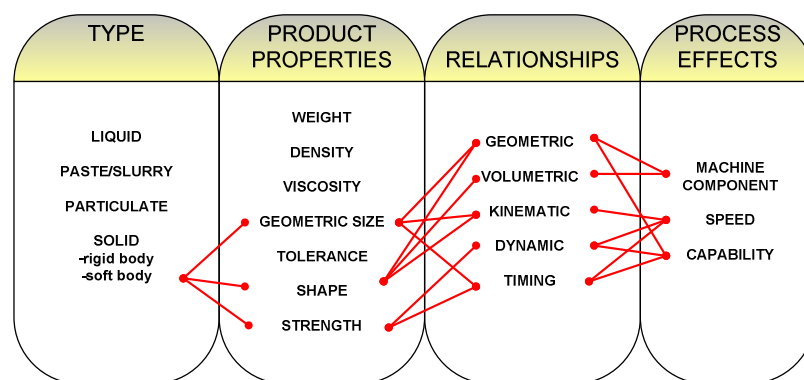 TYPE
LIQUID
PASTE/SLURRY
PARTICULATE
SOLID
-rigid body
-soft body
PRODUCT
PROPERTIES
WEIGHT
DENSITY
VISCOSITY
GEOMETRIC SIZE
TOLERANCE
SHAPE
STRENGTH
RELATIONSHIPS
GEOMETRIC
VOLUMETRIC
KINEMATIC
DYNAMIC
TIMING
PROCESS
EFFECTS
MACHINE
COMPONENT
SPEED
CAPABILITY